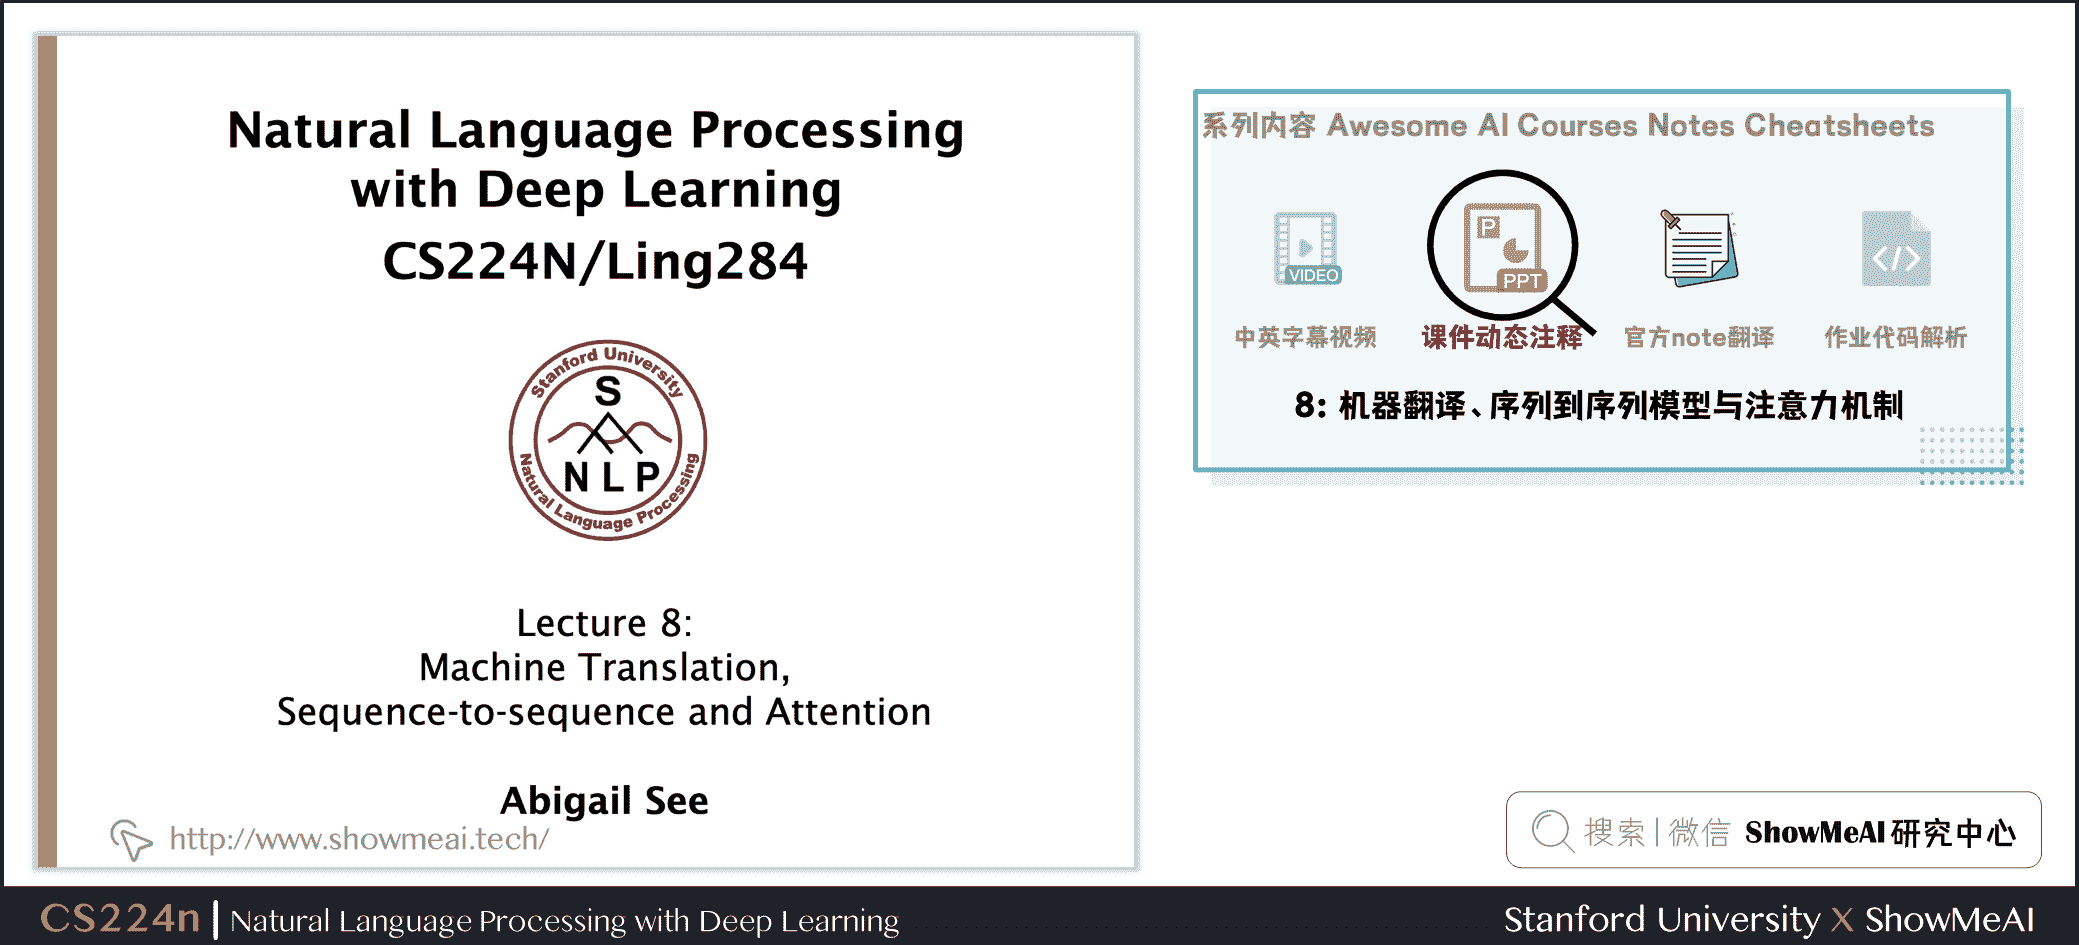 Natural Language Processing
with Deep Learning
CS224N/Ling284
Stanford University
S
N L P
Natural Language Processing
Lecture 8:
Machine Translation,
Sequence-to-sequence and Attention
Abigail See
http://www.showmeai.tech/
系列内容 Awesome AI Courses Notes Cheatsheets
VIDEO
P
PPT
</>
中英字幕视频
课件动态注释
官方note翻译
作业代码解析
8: 机器翻译、序列到序列模型与注意力机制
搜索 | 微信 ShowMeAI 研究中心
CS224n | Natural Language Processing with Deep Learning
Stanford University X ShowMeAI